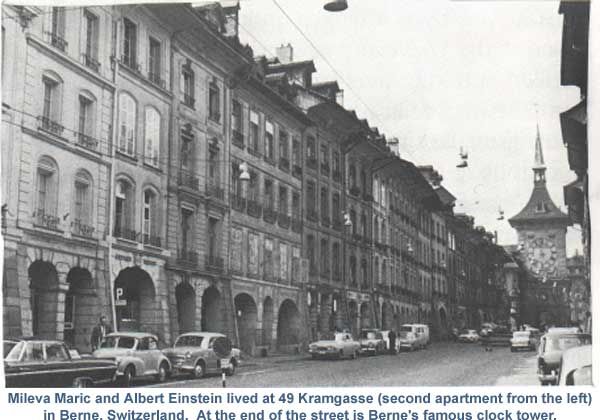 P
Mileva Maric and Albert Einstein lived at 49 Kramgasse (second apartment from the left)
in Berne, Switzerland.  At the end of the street is Berne's famous clock tower.